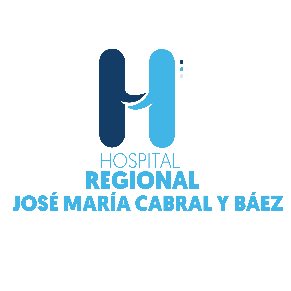 HOSPITAL
REGIONAL
JOSÉ MARÍA CABRAL Y BÁEZ